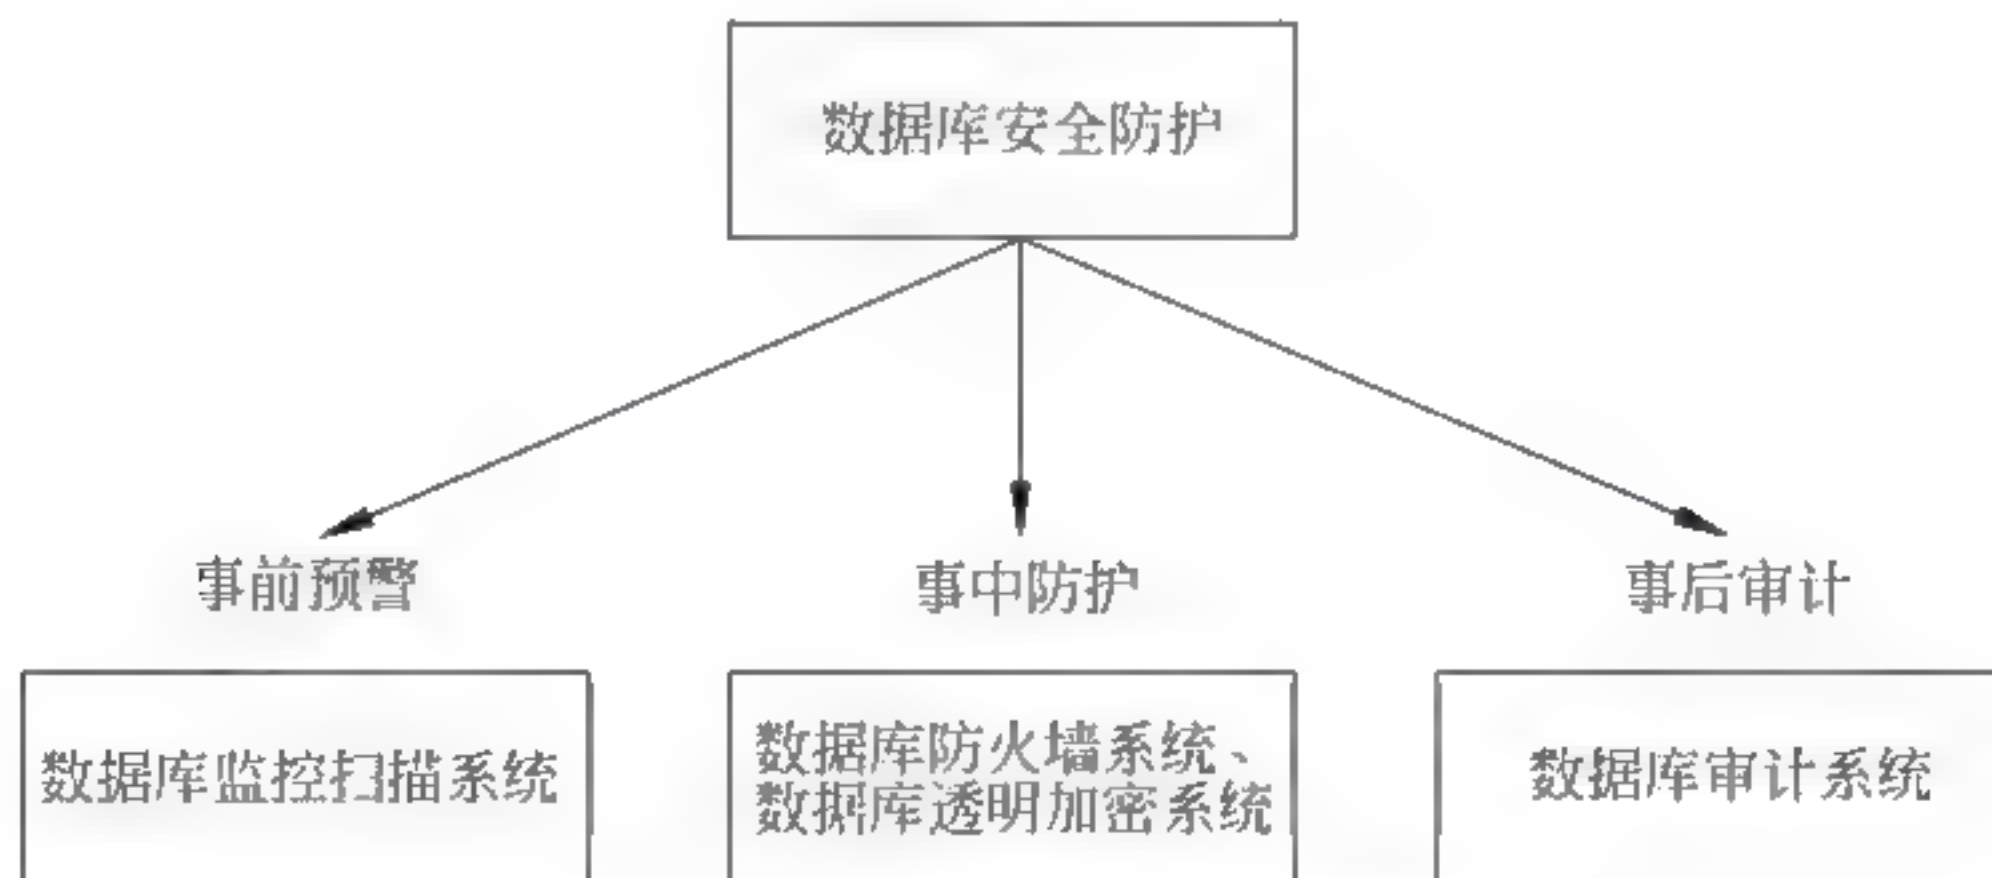 数据库安全防护
事前预警
事中防护
事后审计
数据库监控扫描系统
数据库防火墙系统、
数据库透明加密系统
数据库审计系统